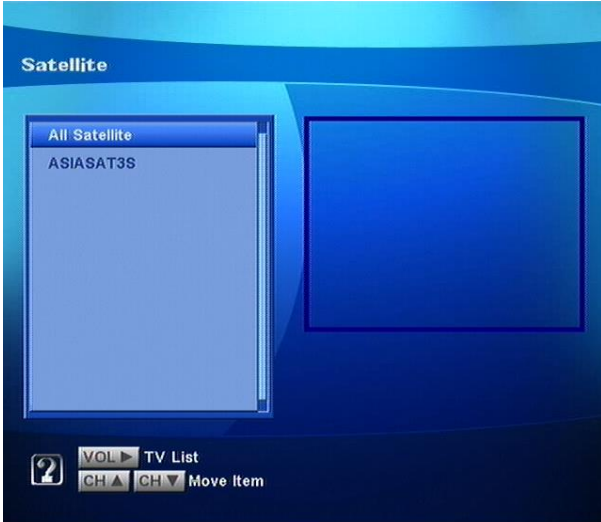 Satellite
All Satellite
ASIASAT3S
? VOL ▶ TV List
CH ▲ CH ▼ Move Item